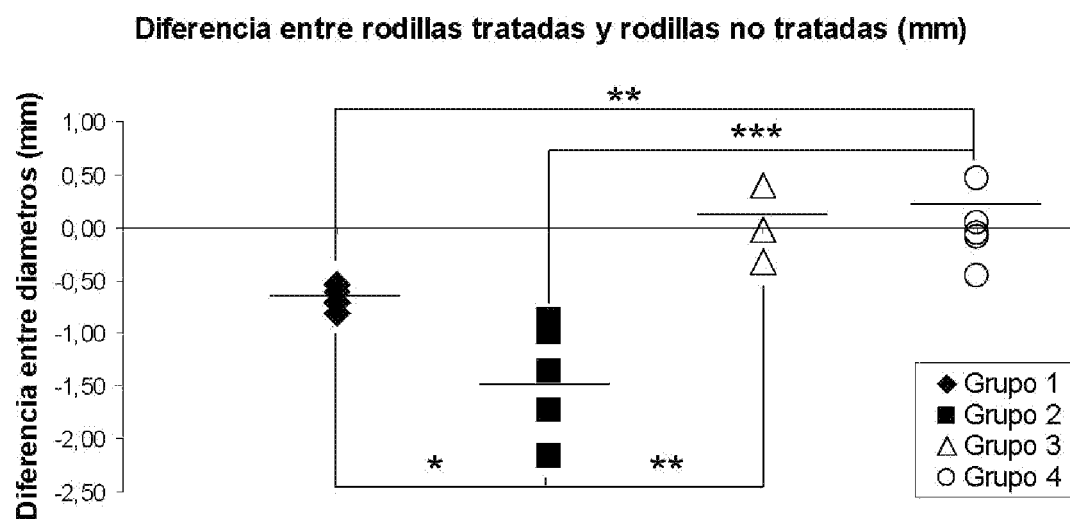 Diferencia entre rodillas tratadas y rodillas no tratadas (mm)
Diferencia entre diametros (mm)
**
***
1,00
0,50
0,00
-0,50
-1,00
-1,50
-2,00
-2,50
*
**
Grupo 1
Grupo 2
Grupo 3
Grupo 4